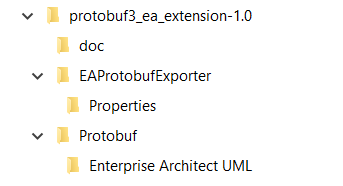 protobuf3_ea_extension-1.0
doc
EAProtobufExporter
Properties
Protobuf
Enterprise Architect UML